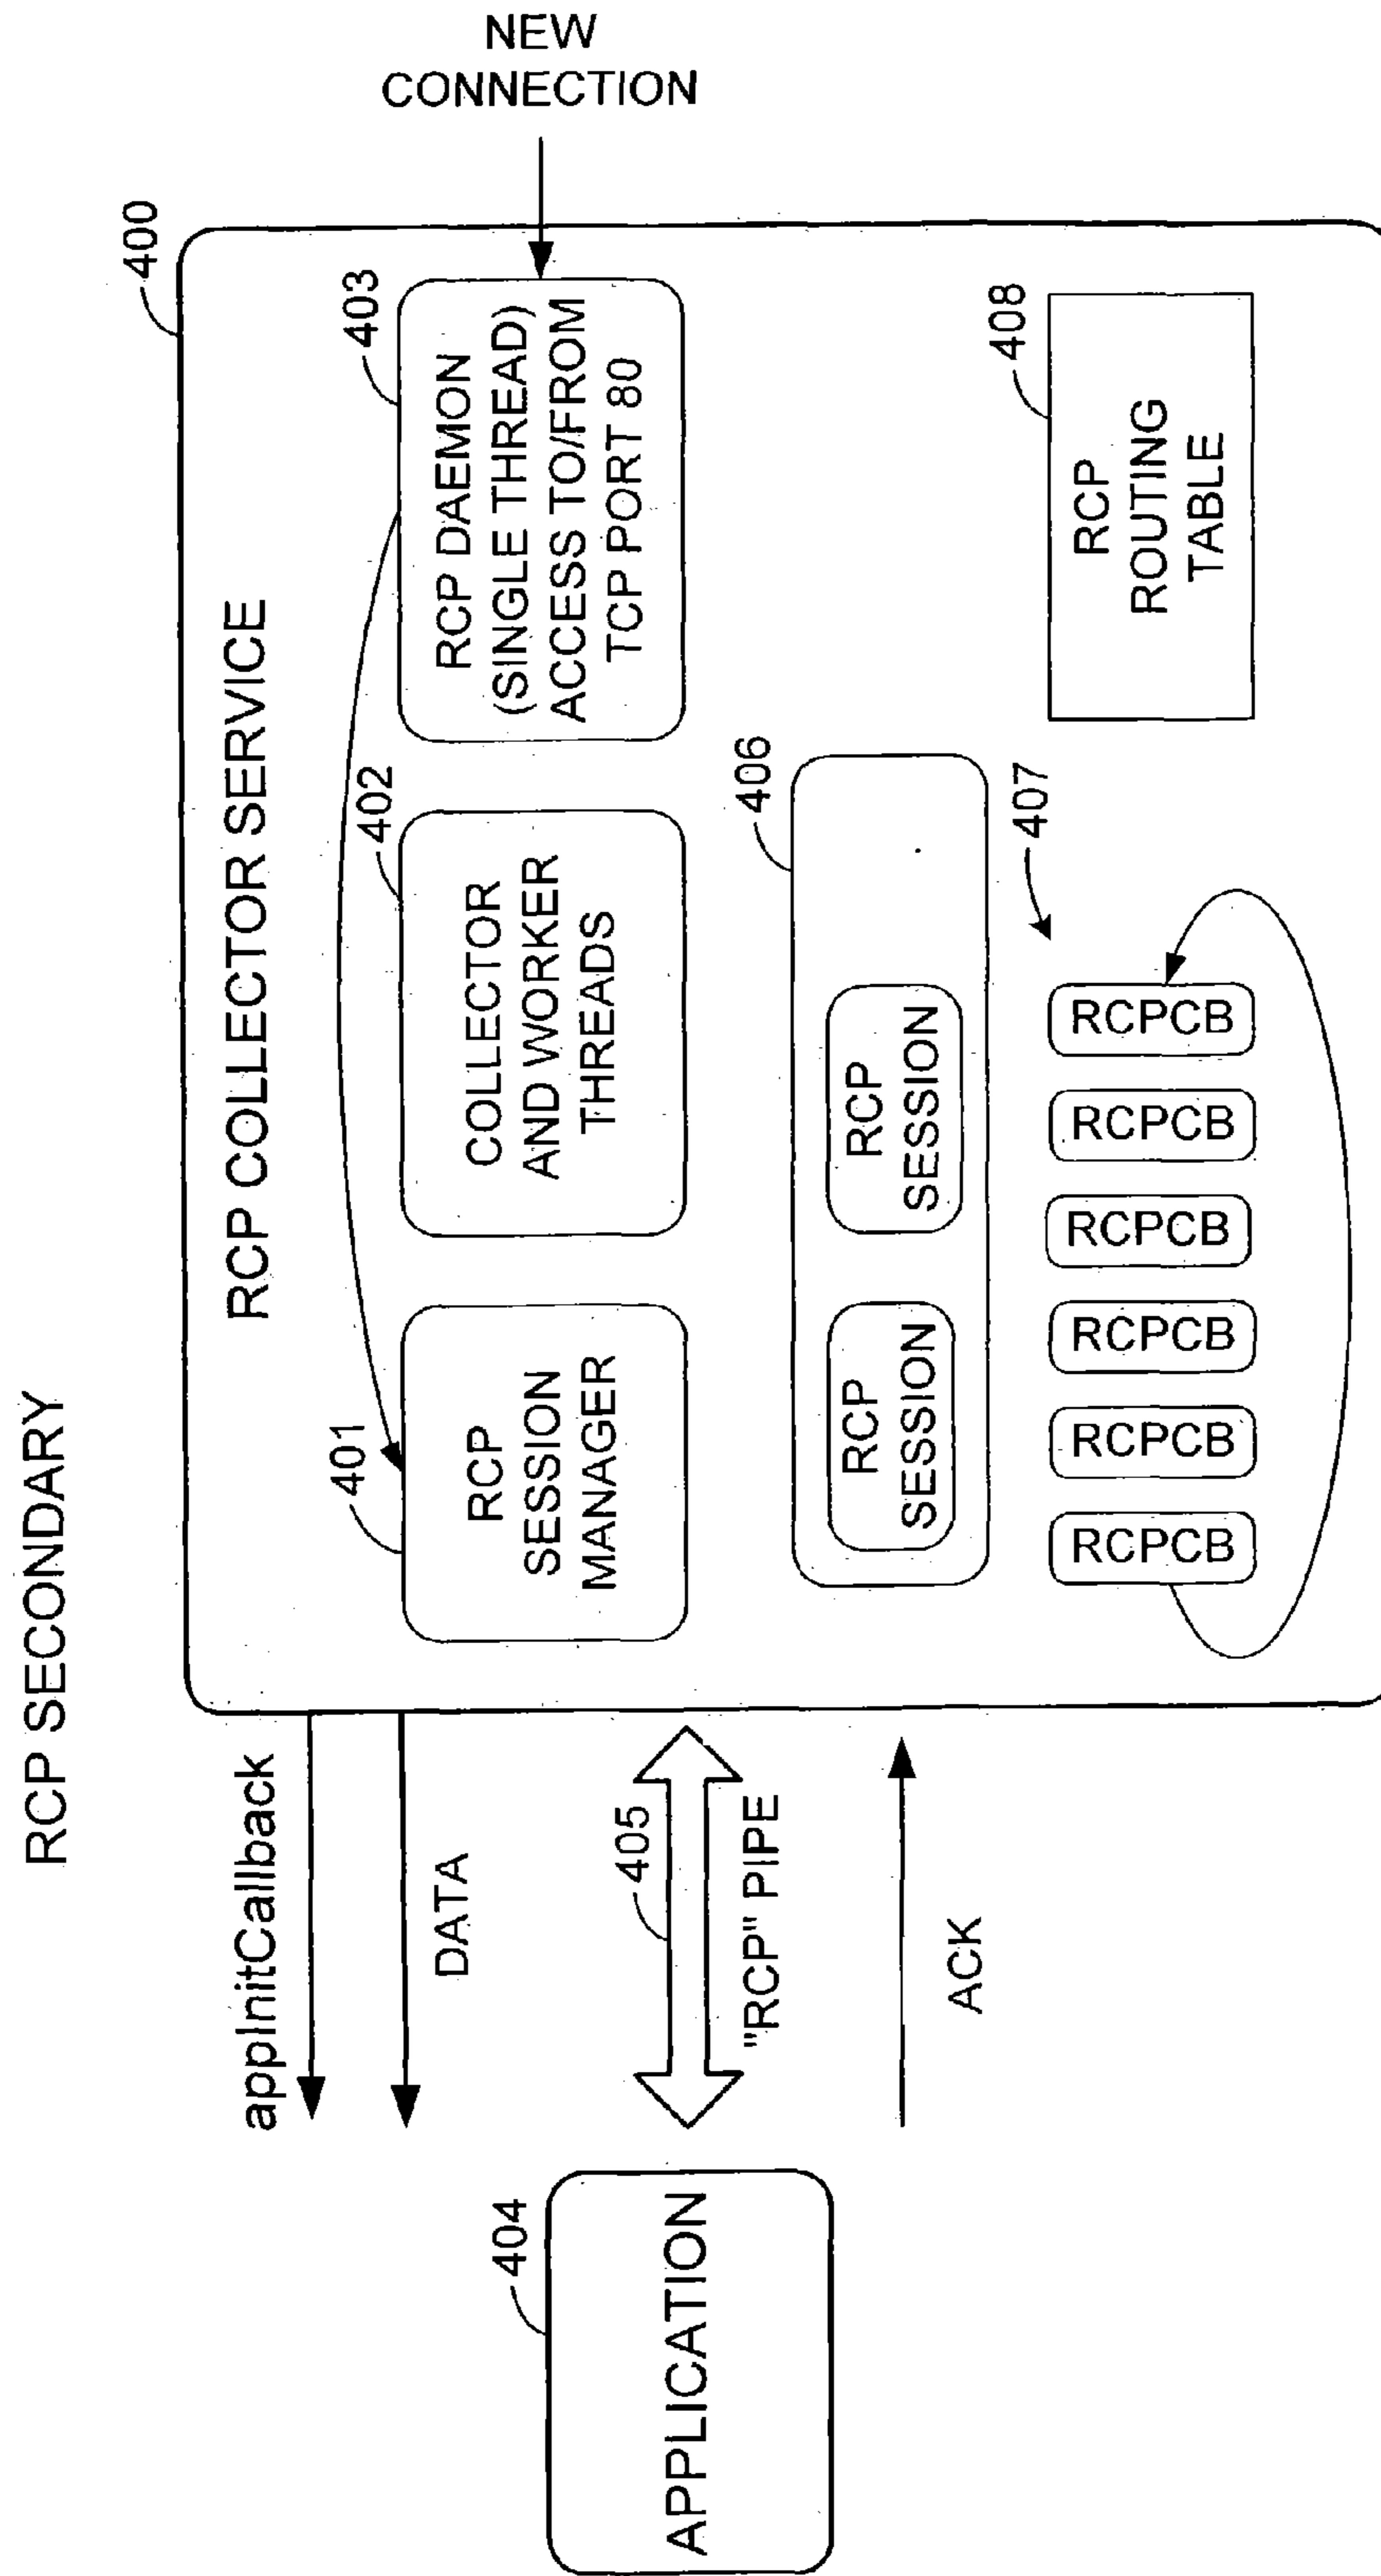 RCP SECONDARY
400
RCP COLLECTOR SERVICE
NEW
CONNECTION
appInitCallback
DATA
405
"RCP" PIPE
ACK
404
APPLICATION
401
RCP
SESSION
MANAGER
402
COLLECTOR
AND WORKER
THREADS
403
RCP DAEMON
(SINGLE THREAD)
ACCESS TO/FROM
TCP PORT 80
406
RCP
SESSION
RCP
SESSION
407
RCPCB
RCPCB
RCPCB
RCPCB
RCPCB
RCPCB
408
RCP
ROUTING
TABLE